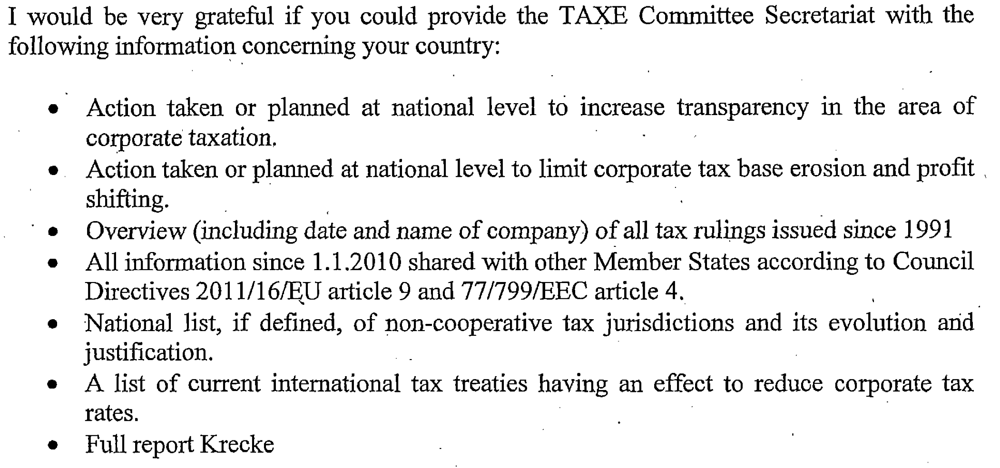 I would be very grateful if you could provide the TAXE Committee Secretariat with the
following information concerning your country:
• Action taken or planned at national level to increase transparency in the area of
corporate taxation.
• Action taken or planned at national level to limit corporate tax base erosion and profit
shifting.
• Overview (including date and name of company) of all tax rulings issued since 1991
• All information since 1.1.2010 shared with other Member States according to Council
Directives 2011/16/EU article 9 and 77/799/EEC article 4.
• National list, if defined, of non-cooperative tax jurisdictions and its evolution and
justification.
• A list of current international tax treaties having an effect to reduce corporate tax
rates.
• Full report Krecke